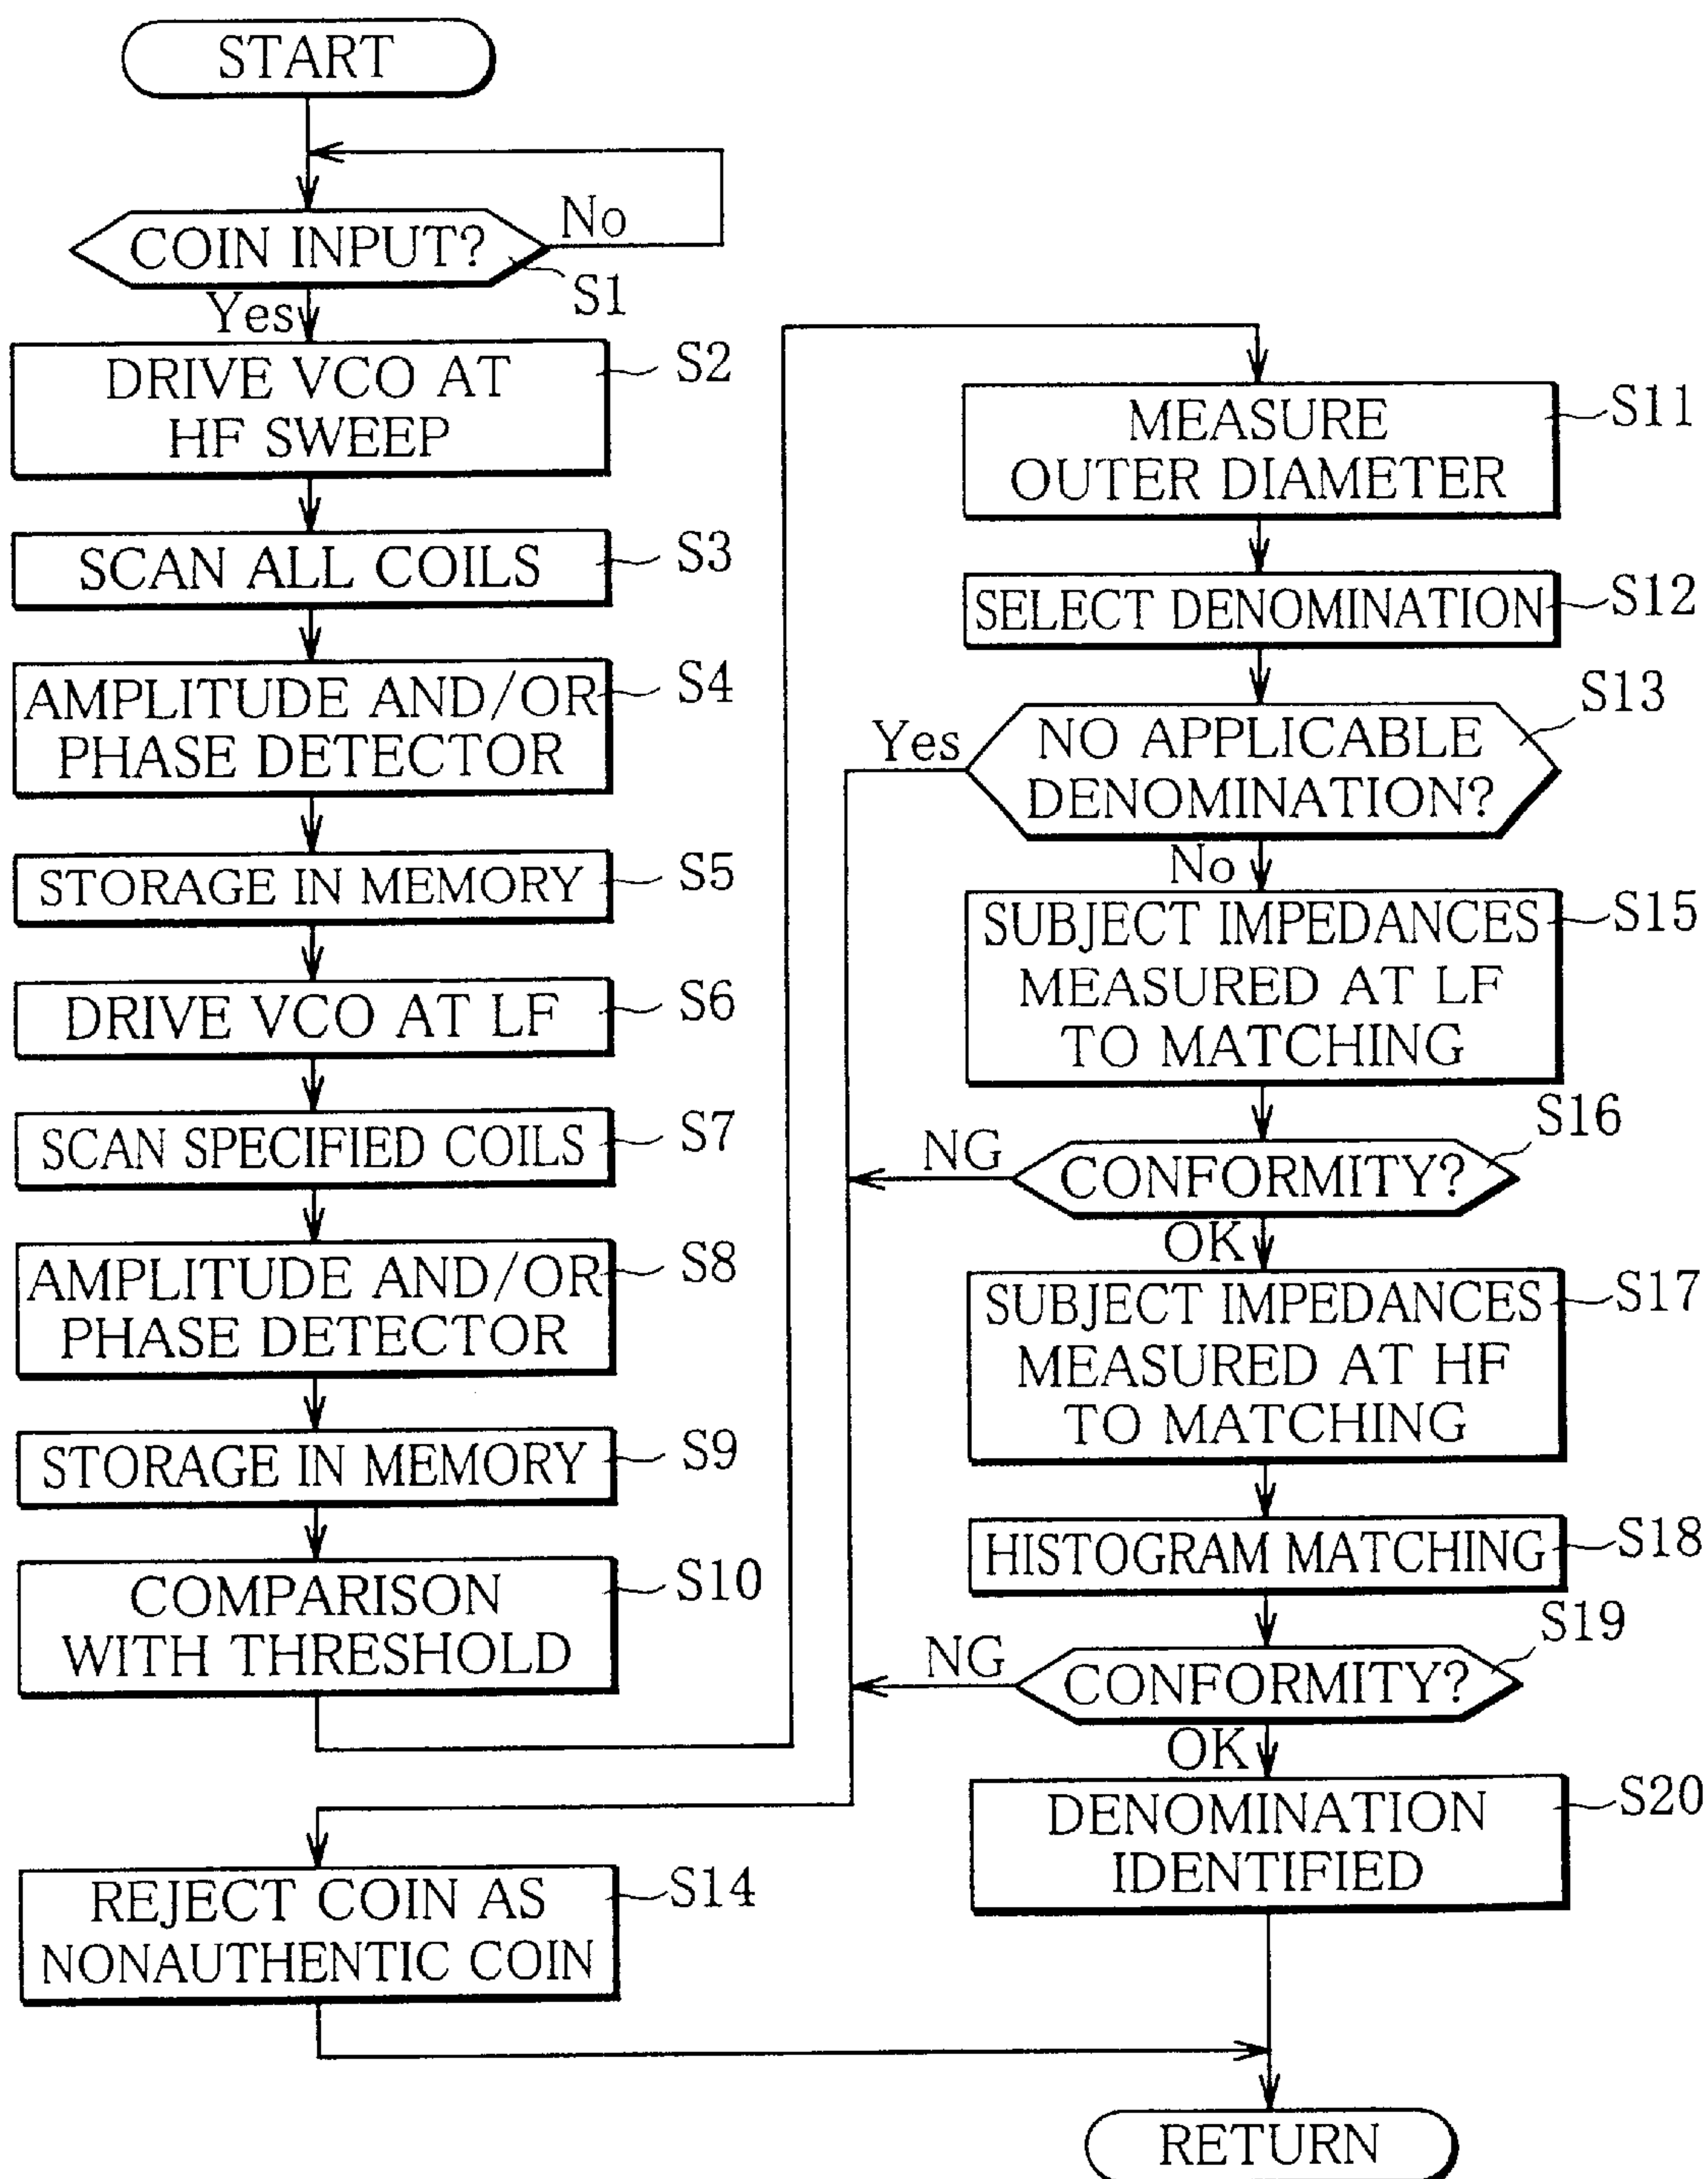 START
COIN INPUT?
No
S1
Yes
DRIVE VCO AT
HF SWEEP
S2
SCAN ALL COILS
S3
AMPLITUDE AND/OR
PHASE DETECTOR
S4
STORAGE IN MEMORY
S5
DRIVE VCO AT LF
S6
SCAN SPECIFIED COILS
S7
AMPLITUDE AND/OR
PHASE DETECTOR
S8
STORAGE IN MEMORY
S9
COMPARISON
WITH THRESHOLD
S10
MEASURE
OUTER DIAMETER
S11
SELECT DENOMINATION
S12
NO APPLICABLE
DENOMINATION?
S13
Yes
No
SUBJECT IMPEDANCES
MEASURED AT LF
TO MATCHING
S15
CONFORMITY?
S16
NG
OK
SUBJECT IMPEDANCES
MEASURED AT HF
TO MATCHING
S17
HISTOGRAM MATCHING
S18
CONFORMITY?
S19
NG
OK
DENOMINATION
IDENTIFIED
S20
REJECT COIN AS
NONAUTHENTIC COIN
S14
RETURN